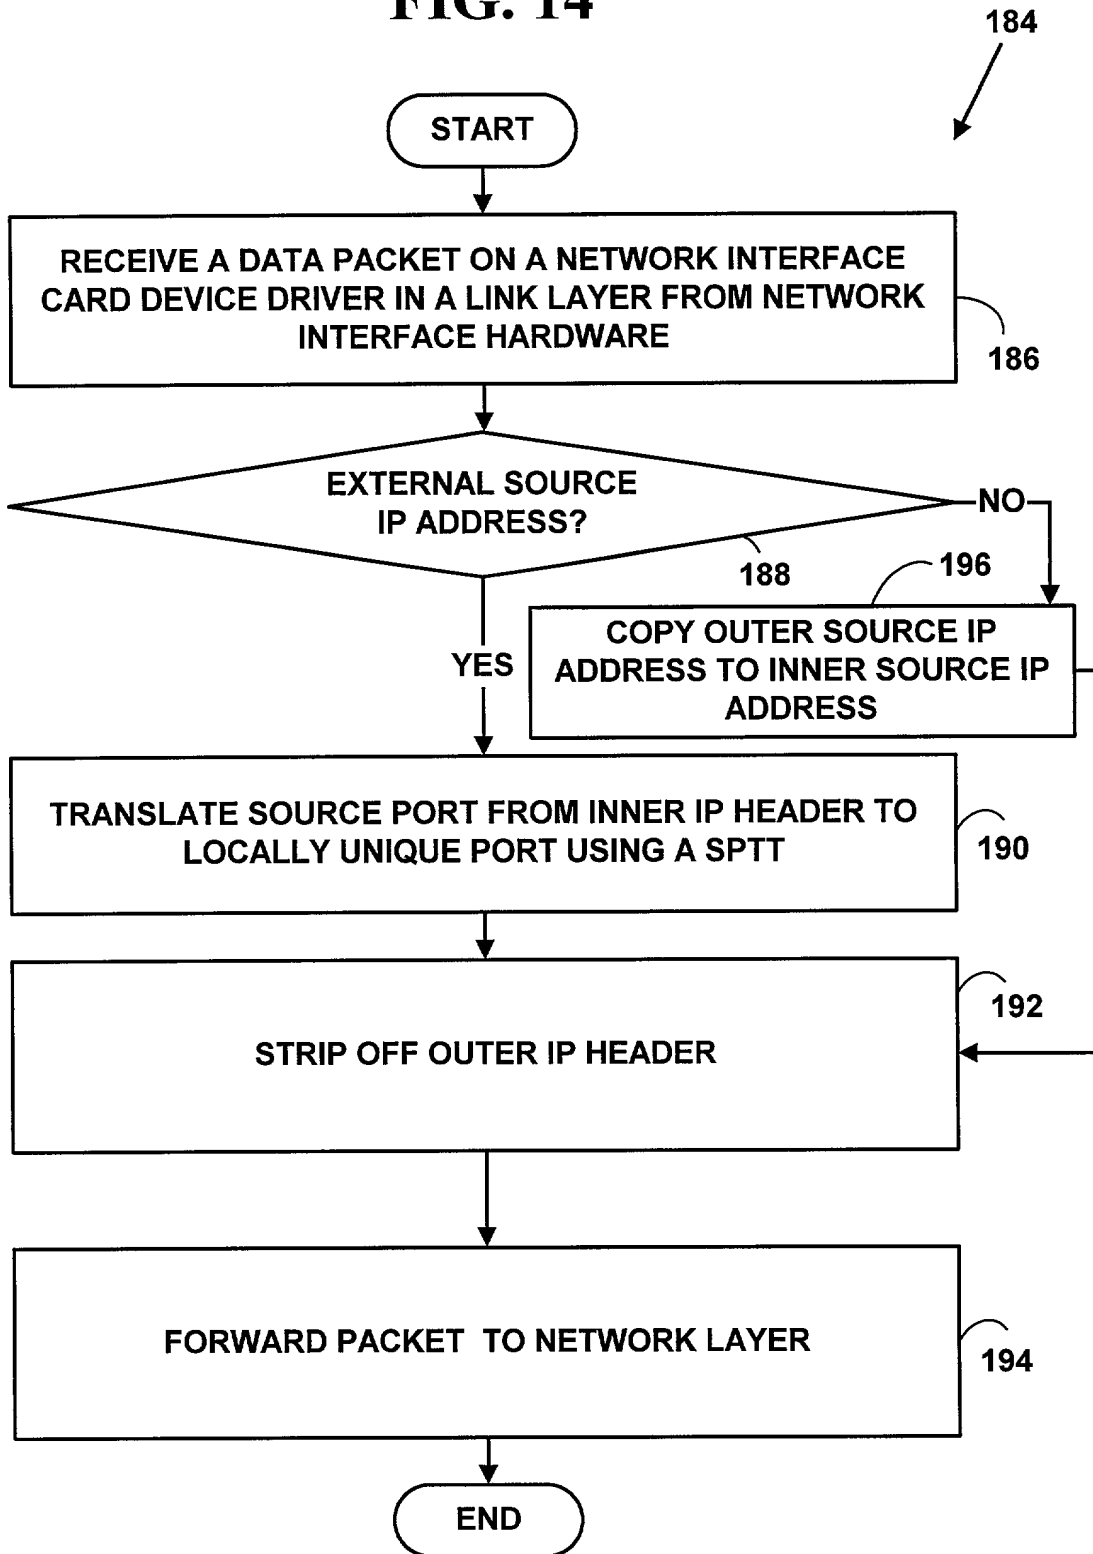 FIG. 14
184
START
RECEIVE A DATA PACKET ON A NETWORK INTERFACE
CARD DEVICE DRIVER IN A LINK LAYER FROM NETWORK
INTERFACE HARDWARE
186
EXTERNAL SOURCE
IP ADDRESS?
NO
188
196
COPY OUTER SOURCE IP
ADDRESS TO INNER SOURCE IP
ADDRESS
YES
TRANSLATE SOURCE PORT FROM INNER IP HEADER TO
LOCALLY UNIQUE PORT USING A SPTT
190
192
STRIP OFF OUTER IP HEADER
FORWARD PACKET TO NETWORK LAYER
194
END